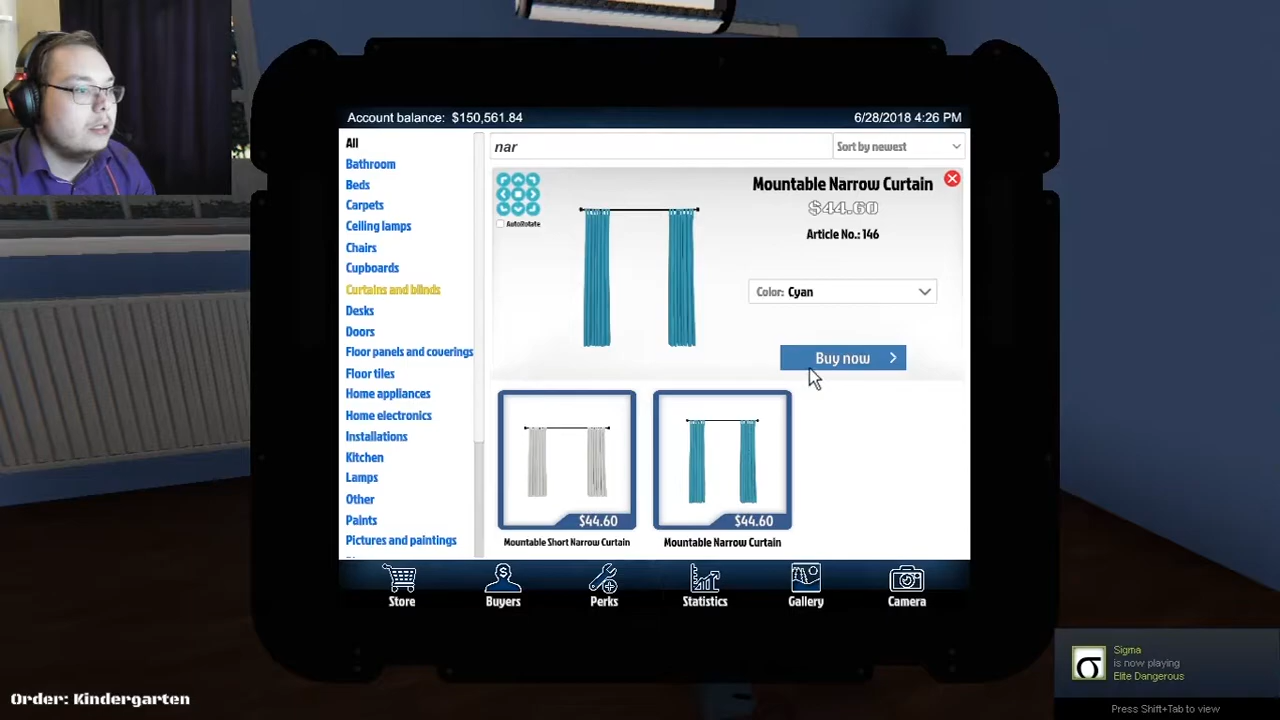 Account balance: $150,561.84
6/28/2018 4:26 PM
All
Bathroom
Beds
Carpets
Ceiling lamps
Chairs
Cupboards
Curtains and blinds
Desks
Doors
Floor panels and coverings
Floor tiles
Home appliances
Home electronics
Installations
Kitchen
Lamps
Other
Paints
Pictures and paintings
nar
Sort by newest
AutoRotate
Mountable Narrow Curtain
$44.60
Article No.: 146
Color: Cyan
Buy now
$44.60
Mountable Short Narrow Curtain
$44.60
Mountable Narrow Curtain
Store
Buyers
Perks
Statistics
Gallery
Camera
Order: Kindergarten
σ
Sigma
is now playing
Elite Dangerous
Press Shift+Tab to view